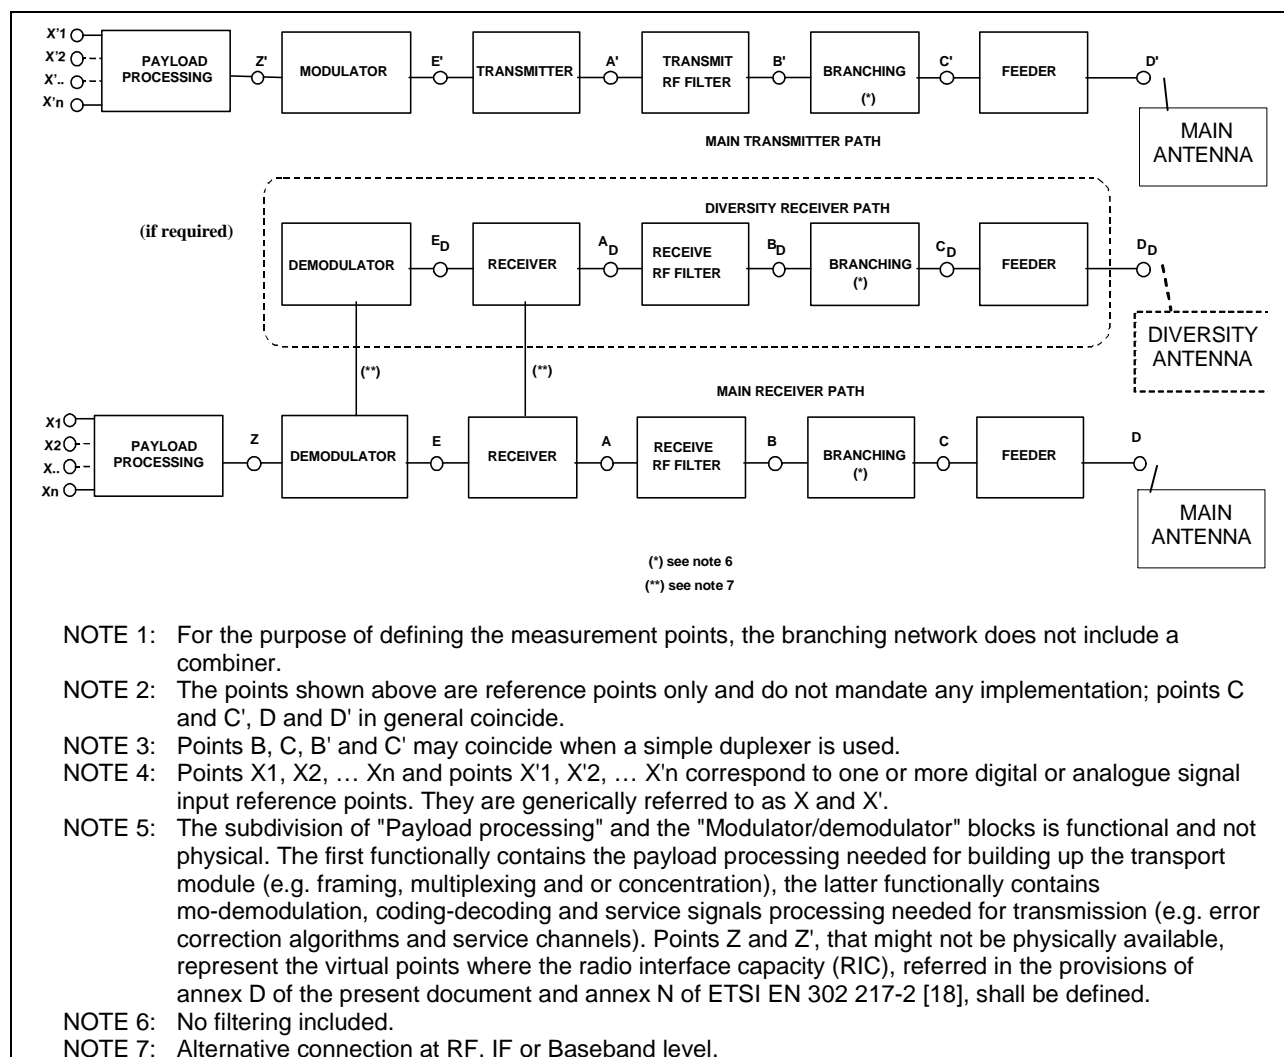 X'1
X'2
X'..
X'n
PAYLOAD
PROCESSING
Z'
MODULATOR
E'
TRANSMITTER
A'
TRANSMIT
RF FILTER
B'
BRANCHING
(*)
C'
FEEDER
D'
MAIN
ANTENNA
MAIN TRANSMITTER PATH
(if required)
DIVERSITY RECEIVER PATH
DEMODULATOR
ED
RECEIVER
AD
RECEIVE
RF FILTER
BD
BRANCHING
(*)
CD
FEEDER
DD
DIVERSITY
ANTENNA
(**)
(**)
MAIN RECEIVER PATH
X1
X2
X..
Xn
PAYLOAD
PROCESSING
Z
DEMODULATOR
E
RECEIVER
A
RECEIVE
RF FILTER
B
BRANCHING
(*)
C
FEEDER
D
MAIN
ANTENNA
(*) see note 6
(**) see note 7
NOTE 1: For the purpose of defining the measurement points, the branching network does not include a
combiner.
NOTE 2: The points shown above are reference points only and do not mandate any implementation; points C
and C', D and D' in general coincide.
NOTE 3: Points B, C, B' and C' may coincide when a simple duplexer is used.
NOTE 4: Points X1, X2, … Xn and points X'1, X'2, … X'n correspond to one or more digital or analogue signal
input reference points. They are generically referred to as X and X'.
NOTE 5: The subdivision of "Payload processing" and the "Modulator/demodulator" blocks is functional and not
physical. The first functionally contains the payload processing needed for building up the transport
module (e.g. framing, multiplexing and or concentration), the latter functionally contains
mo-demodulation, coding-decoding and service signals processing needed for transmission (e.g. error
correction algorithms and service channels). Points Z and Z', that might not be physically available,
represent the virtual points where the radio interface capacity (RIC), referred in the provisions of
annex D of the present document and annex N of ETSI EN 302 217-2 [18], shall be defined.
NOTE 6: No filtering included.
NOTE 7: Alternative connection at RF, IF or Baseband level.